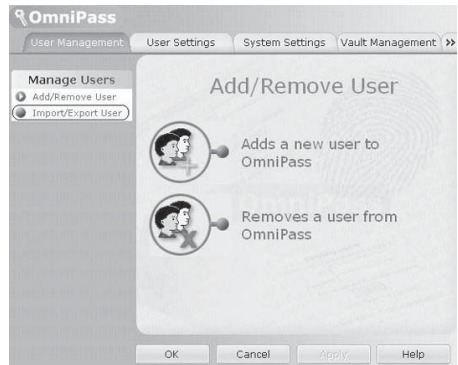 OmniPass
User Management User Settings System Settings Vault Management >>
Manage Users
Add/Remove User
Import/Export User
Add/Remove User
Adds a new user to
OmniPass
Removes a user from
OmniPass
OK Cancel Apply Help